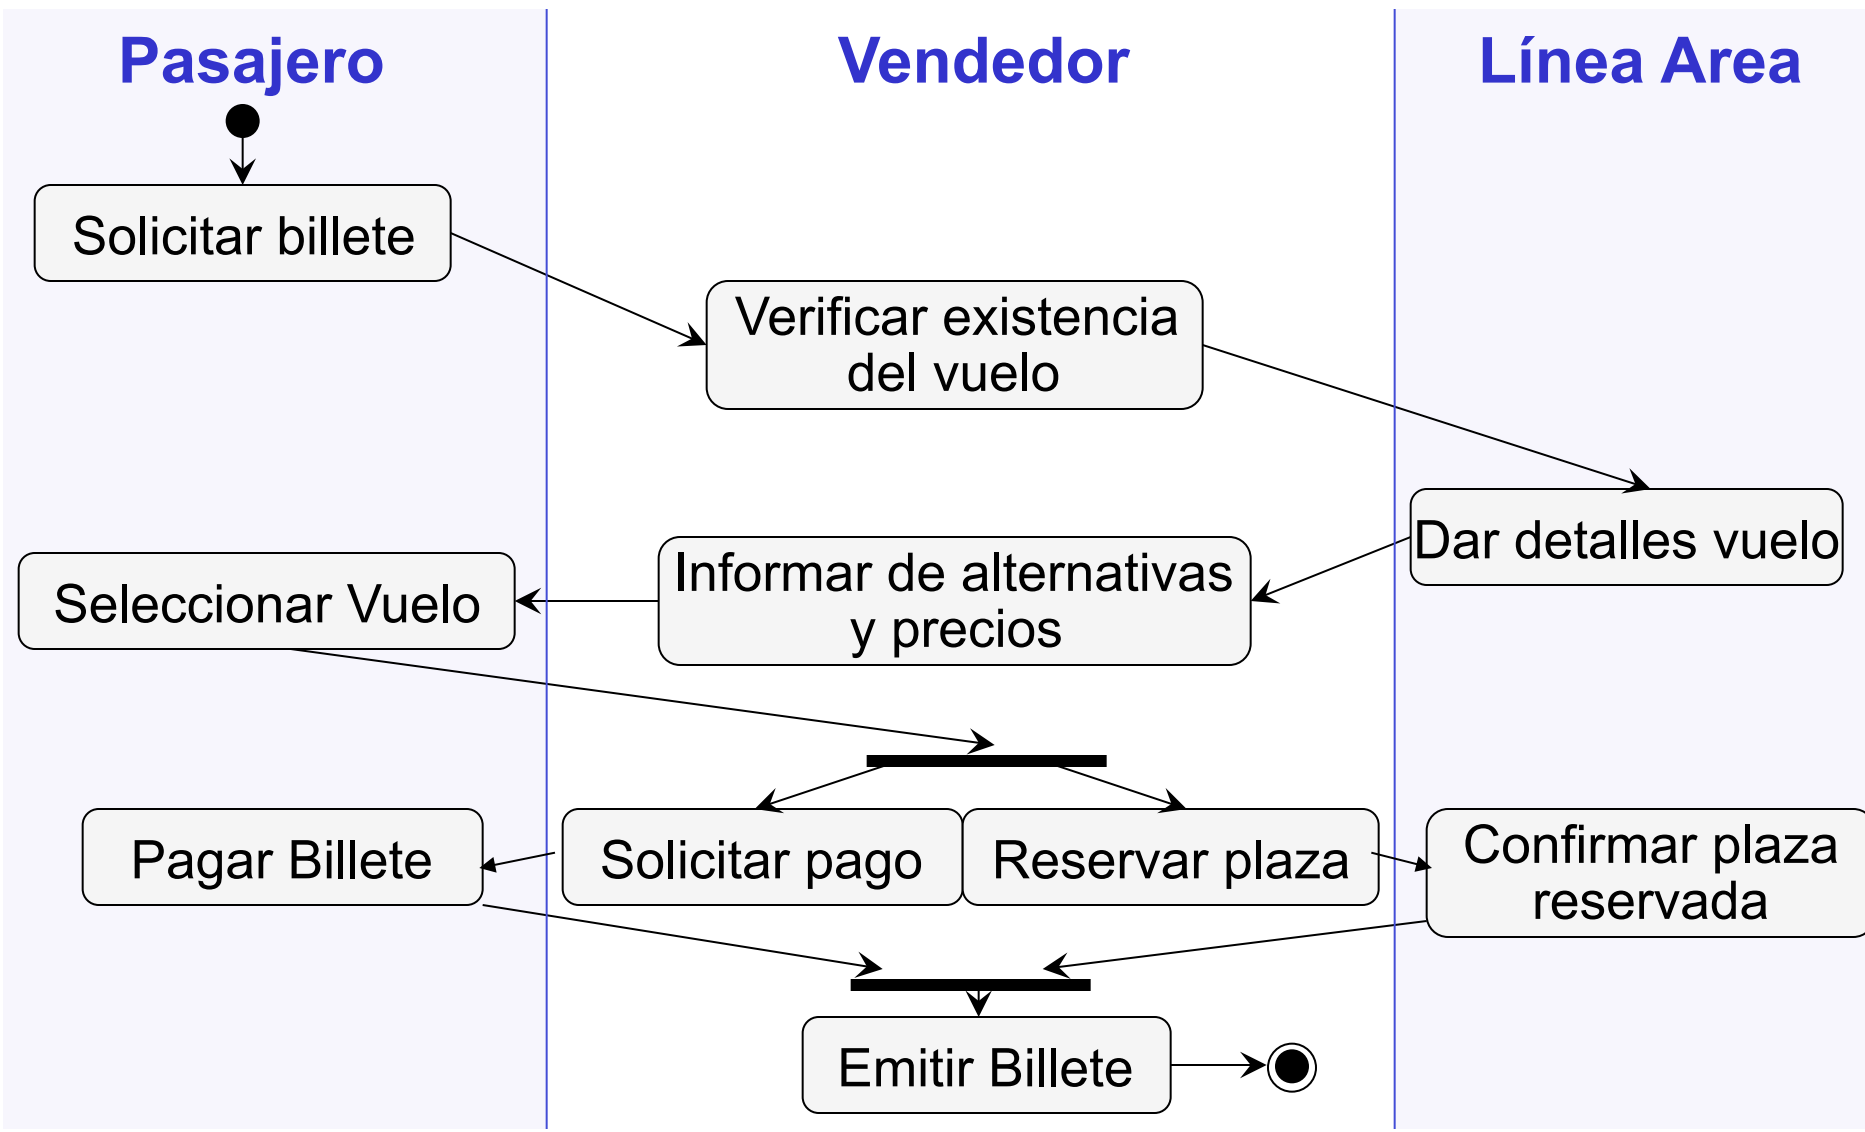 Pasajero
Vendedor
Línea Area
Solicitar billete
Verificar existencia
del vuelo
Dar detalles vuelo
Informar de alternativas
y precios
Seleccionar Vuelo
Pagar Billete
Solicitar pago
Reservar plaza
Confirmar plaza
reservada
Emitir Billete